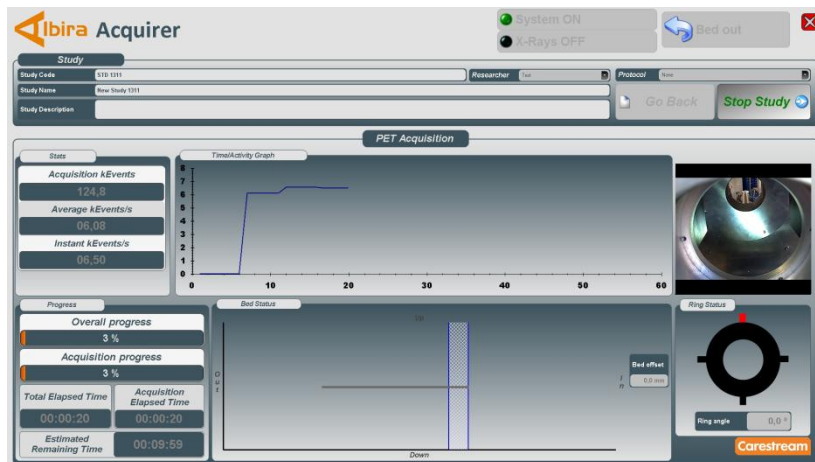 Albira Acquirer
System ON
X-Rays OFF
Bed out
Study
Study Code STD 1311
Researcher Test
Protocol None
Study Name New Study 1311
Study Description
Go Back
Stop Study
PET Acquisition
Stats
Acquisition kEvents
124,8
Average kEvents/s
06,08
Instant kEvents/s
06,50
Time/Activity Graph
8
7
6
5
4
3
2
1
0
0 10 20 30 40 50 60
Progress
Overall progress
3 %
Acquisition progress
3 %
Total Elapsed Time
00:00:20
Acquisition Elapsed Time
00:00:20
Estimated Remaining Time
00:09:59
Bed Status
Up
Out
In
Down
Bed offset
0,0 mm
Ring Status
Ring angle 0,0 º
Carestream